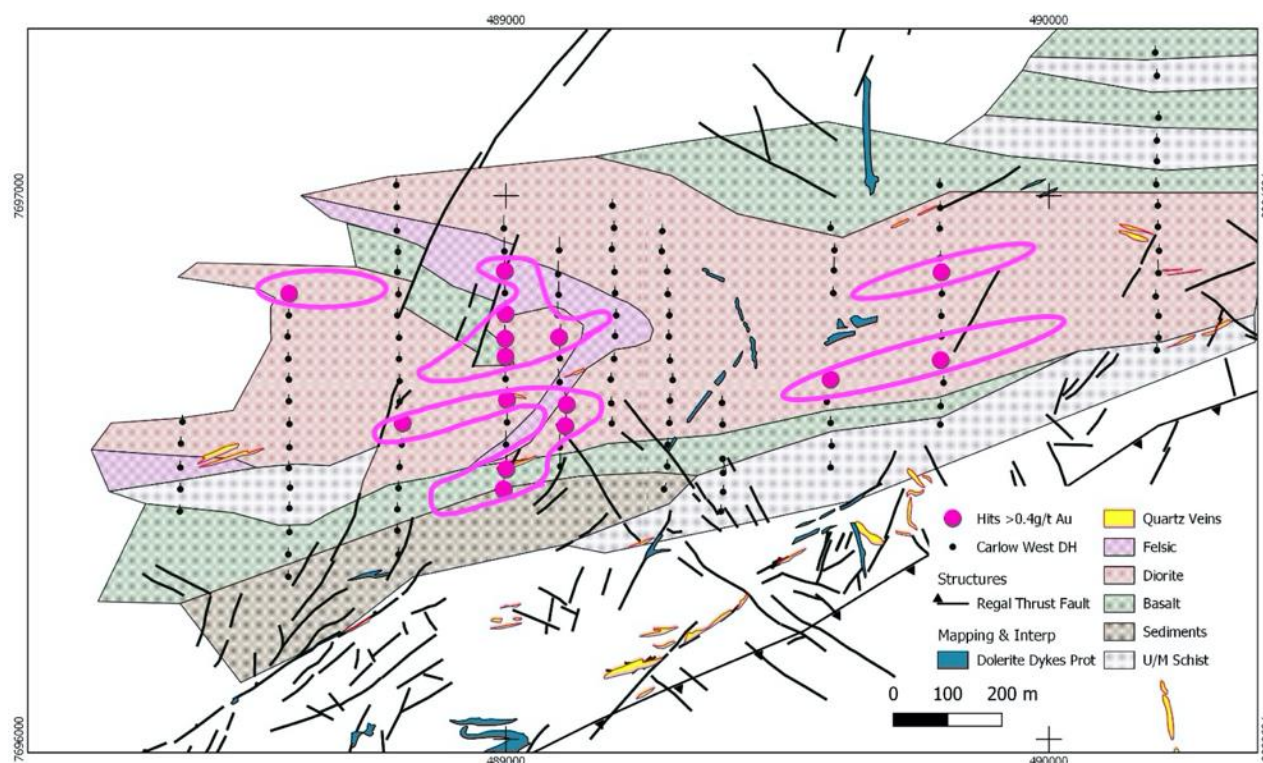 489000
490000
7697000
7696000
Hits >0.4g/t Au
Carlow West DH
Structures
Regal Thrust Fault
Mapping & Interp
Dolerite Dykes Prot
Quartz Veins
Felsic
Diorite
Basalt
Sediments
U/M Schist
0 100 200 m
489000
490000